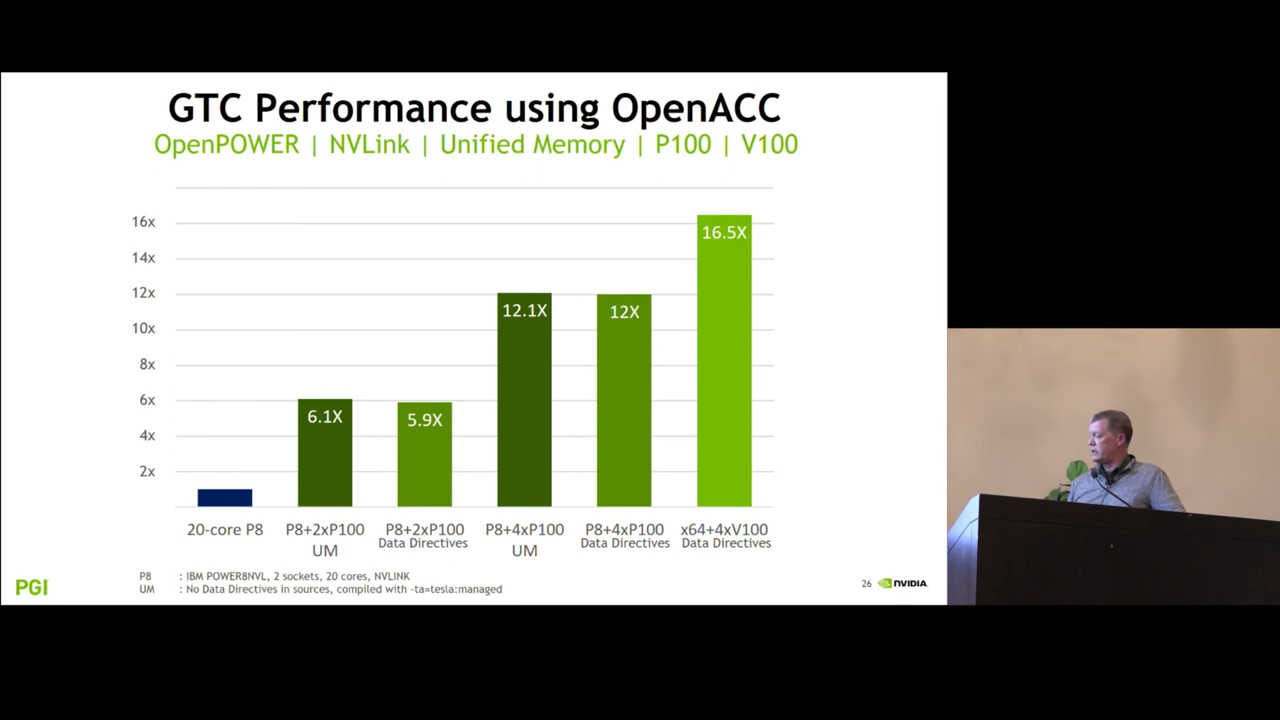 GTC Performance using OpenACC
OpenPOWER | NVLink | Unified Memory | P100 | V100
16x
14x
12x
10x
8x
6x
4x
2x
6.1X
5.9X
12.1X
12X
16.5X
20-core P8
P8+2xP100
UM
P8+2xP100
Data Directives
P8+4xP100
UM
P8+4xP100
Data Directives
x64+4xV100
Data Directives
P8 : IBM POWER8NVL, 2 sockets, 20 cores, NVLINK
UM : No Data Directives in sources, compiled with -ta=tesla:managed
PGI
26
NVIDIA